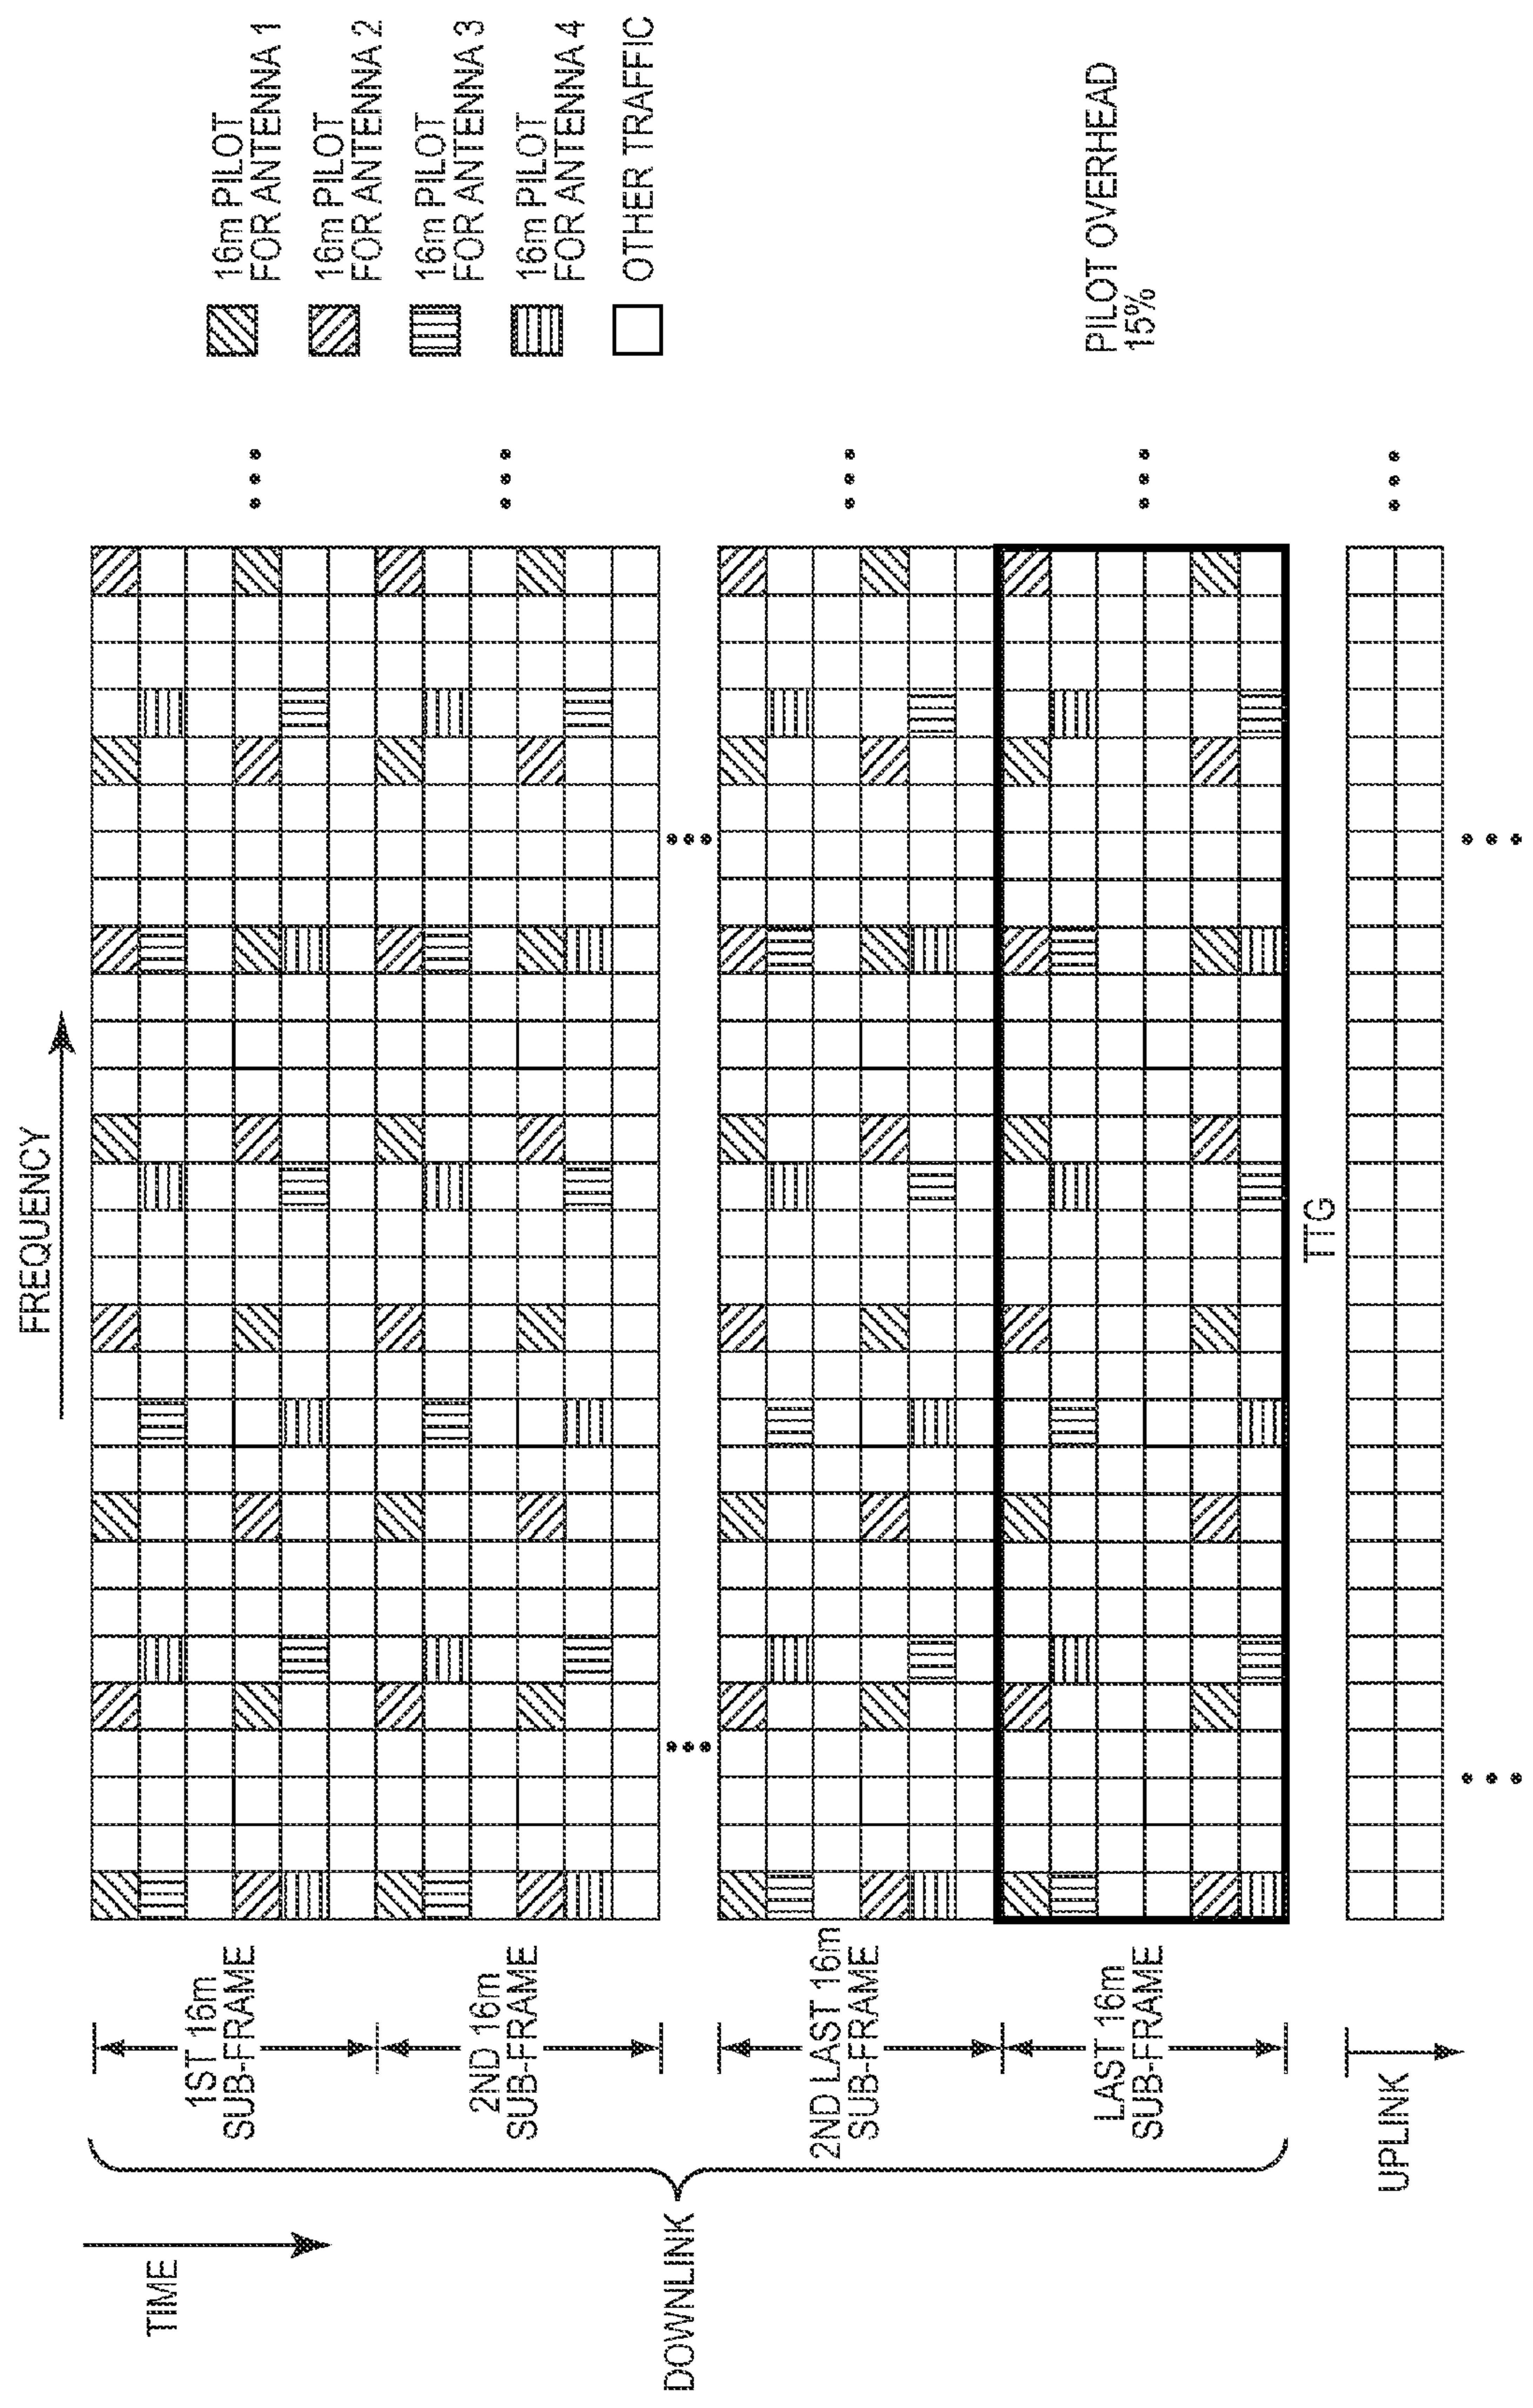 TIME
DOWNLINK
1ST 16m
SUB-FRAME
2ND 16m
SUB-FRAME
2ND LAST 16m
SUB-FRAME
LAST 16m
SUB-FRAME
UPLINK
FREQUENCY
TTG
16m PILOT
FOR ANTENNA 1
16m PILOT
FOR ANTENNA 2
16m PILOT
FOR ANTENNA 3
16m PILOT
FOR ANTENNA 4
OTHER TRAFFIC
PILOT OVERHEAD
15%